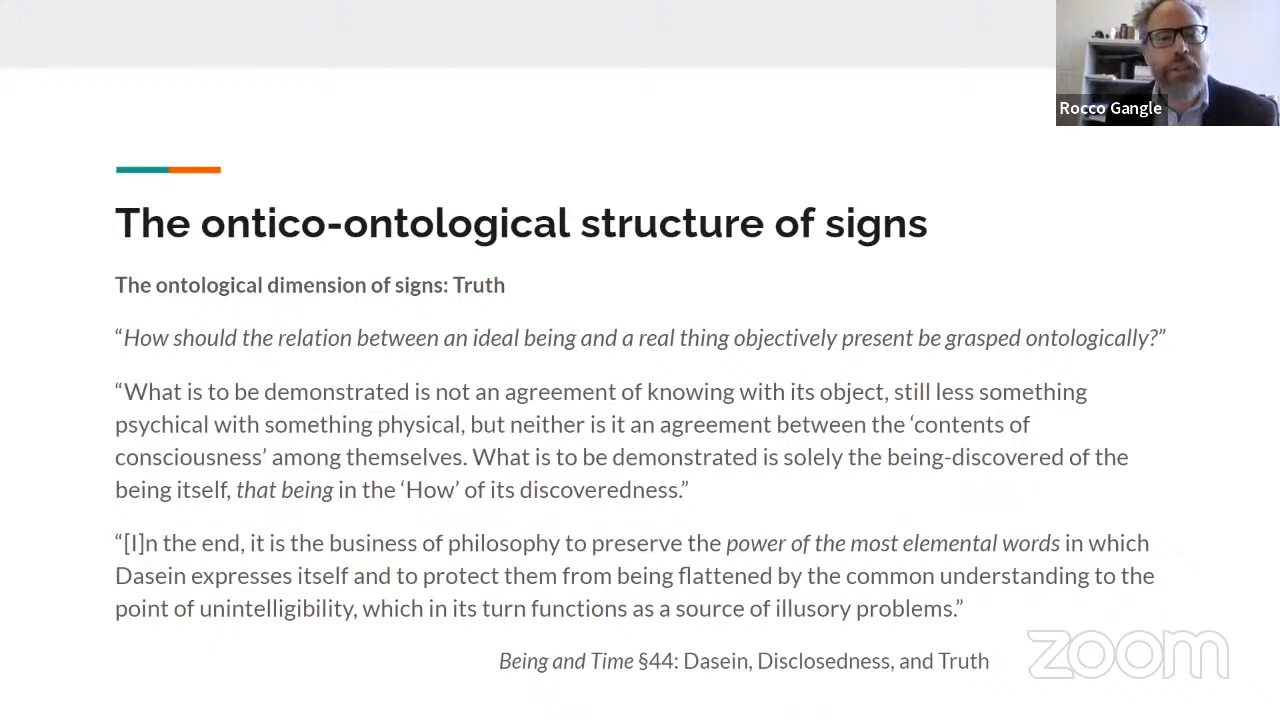 Rocco Gangle
The ontico-ontological structure of signs
The ontological dimension of signs: Truth
“How should the relation between an ideal being and a real thing objectively present be grasped ontologically?”
“What is to be demonstrated is not an agreement of knowing with its object, still less something
psychical with something physical, but neither is it an agreement between the ‘contents of
consciousness’ among themselves. What is to be demonstrated is solely the being-discovered of the
being itself, that being in the ‘How’ of its discoveredness.”
“[I]n the end, it is the business of philosophy to preserve the power of the most elemental words in which
Dasein expresses itself and to protect them from being flattened by the common understanding to the
point of unintelligibility, which in its turn functions as a source of illusory problems.”
Being and Time §44: Dasein, Disclosedness, and Truth
zoom